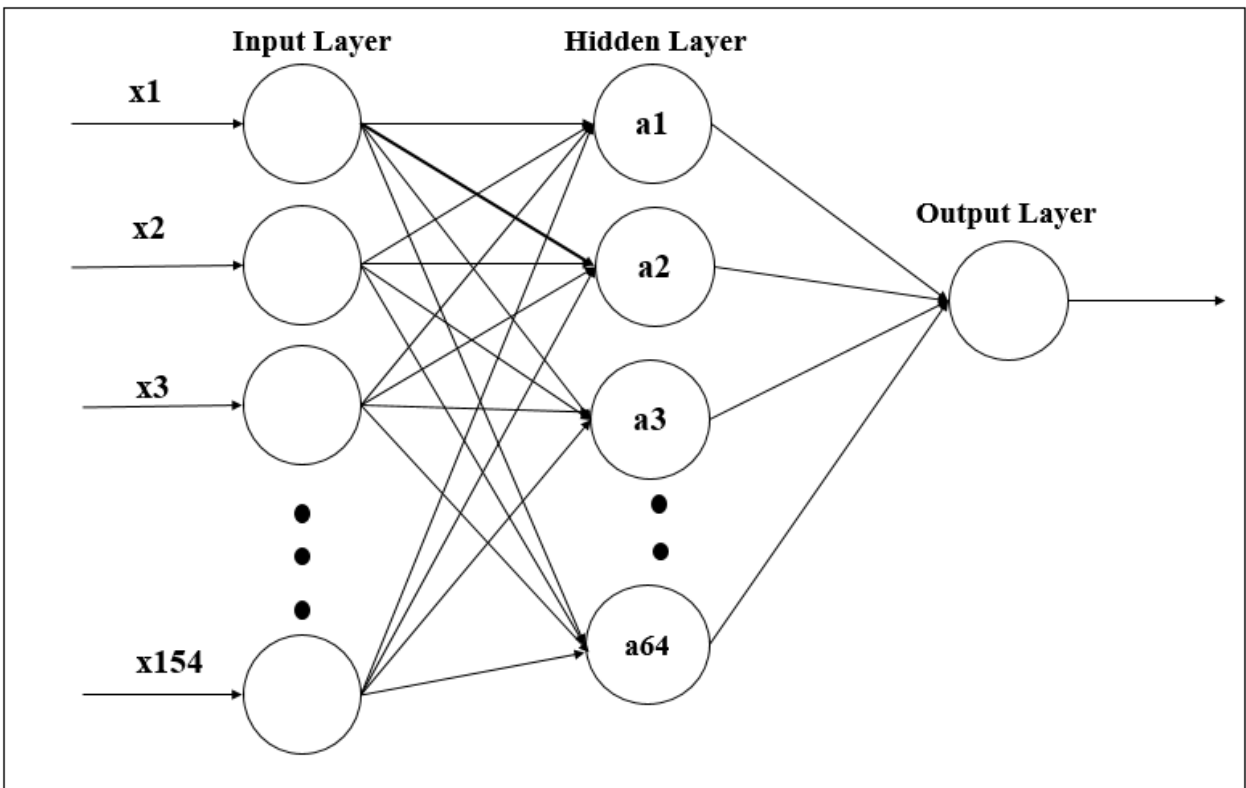 Input Layer
Hidden Layer
x1
a1
x2
Output Layer
a2
x3
a3
a64
x154